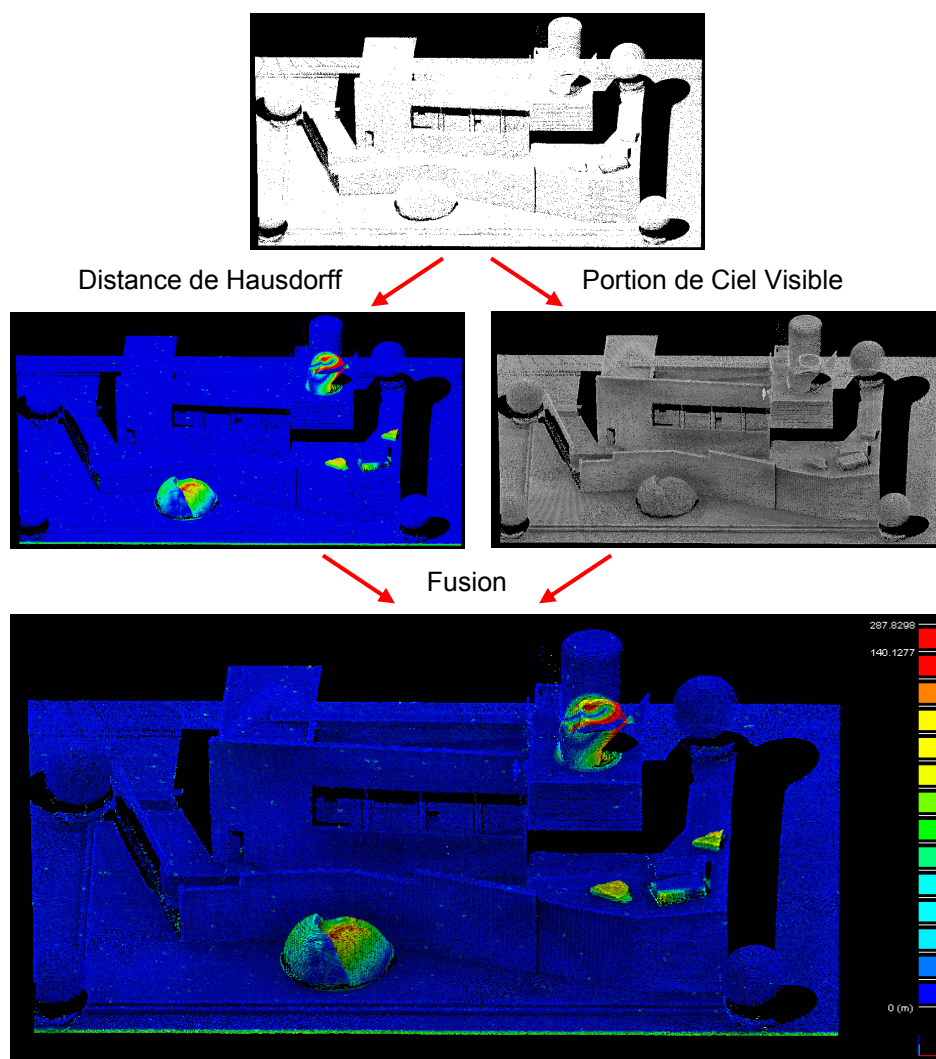 Distance de Hausdorff
Portion de Ciel Visible
Fusion
287.8298
140.1277
0 (m)